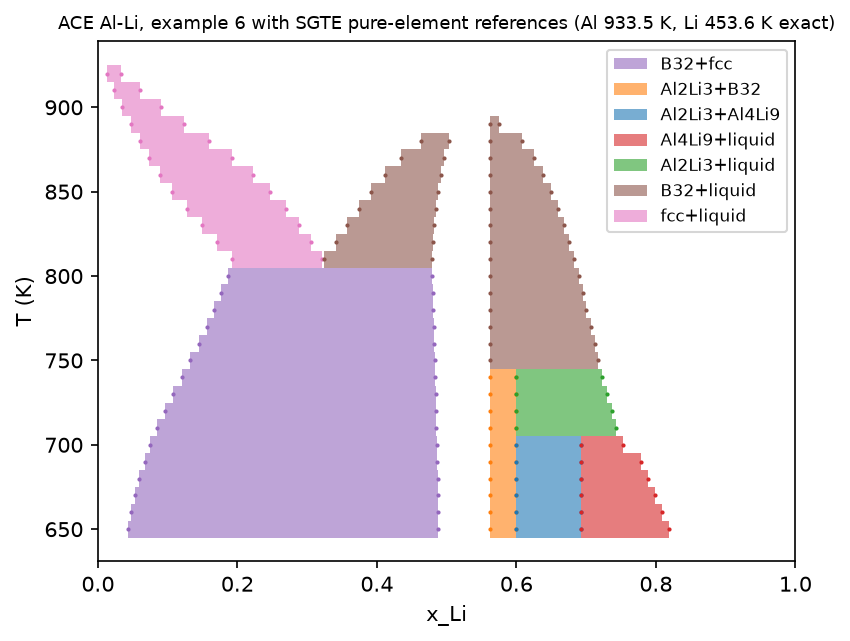 ACE Al-Li, example 6 with SGTE pure-element references (Al 933.5 K, Li 453.6 K exact)
T (K)
900
850
800
750
700
650
B32+fcc
Al2Li3+B32
Al2Li3+Al4Li9
Al4Li9+liquid
Al2Li3+liquid
B32+liquid
fcc+liquid
0.0 0.2 0.4 0.6 0.8 1.0
x_Li